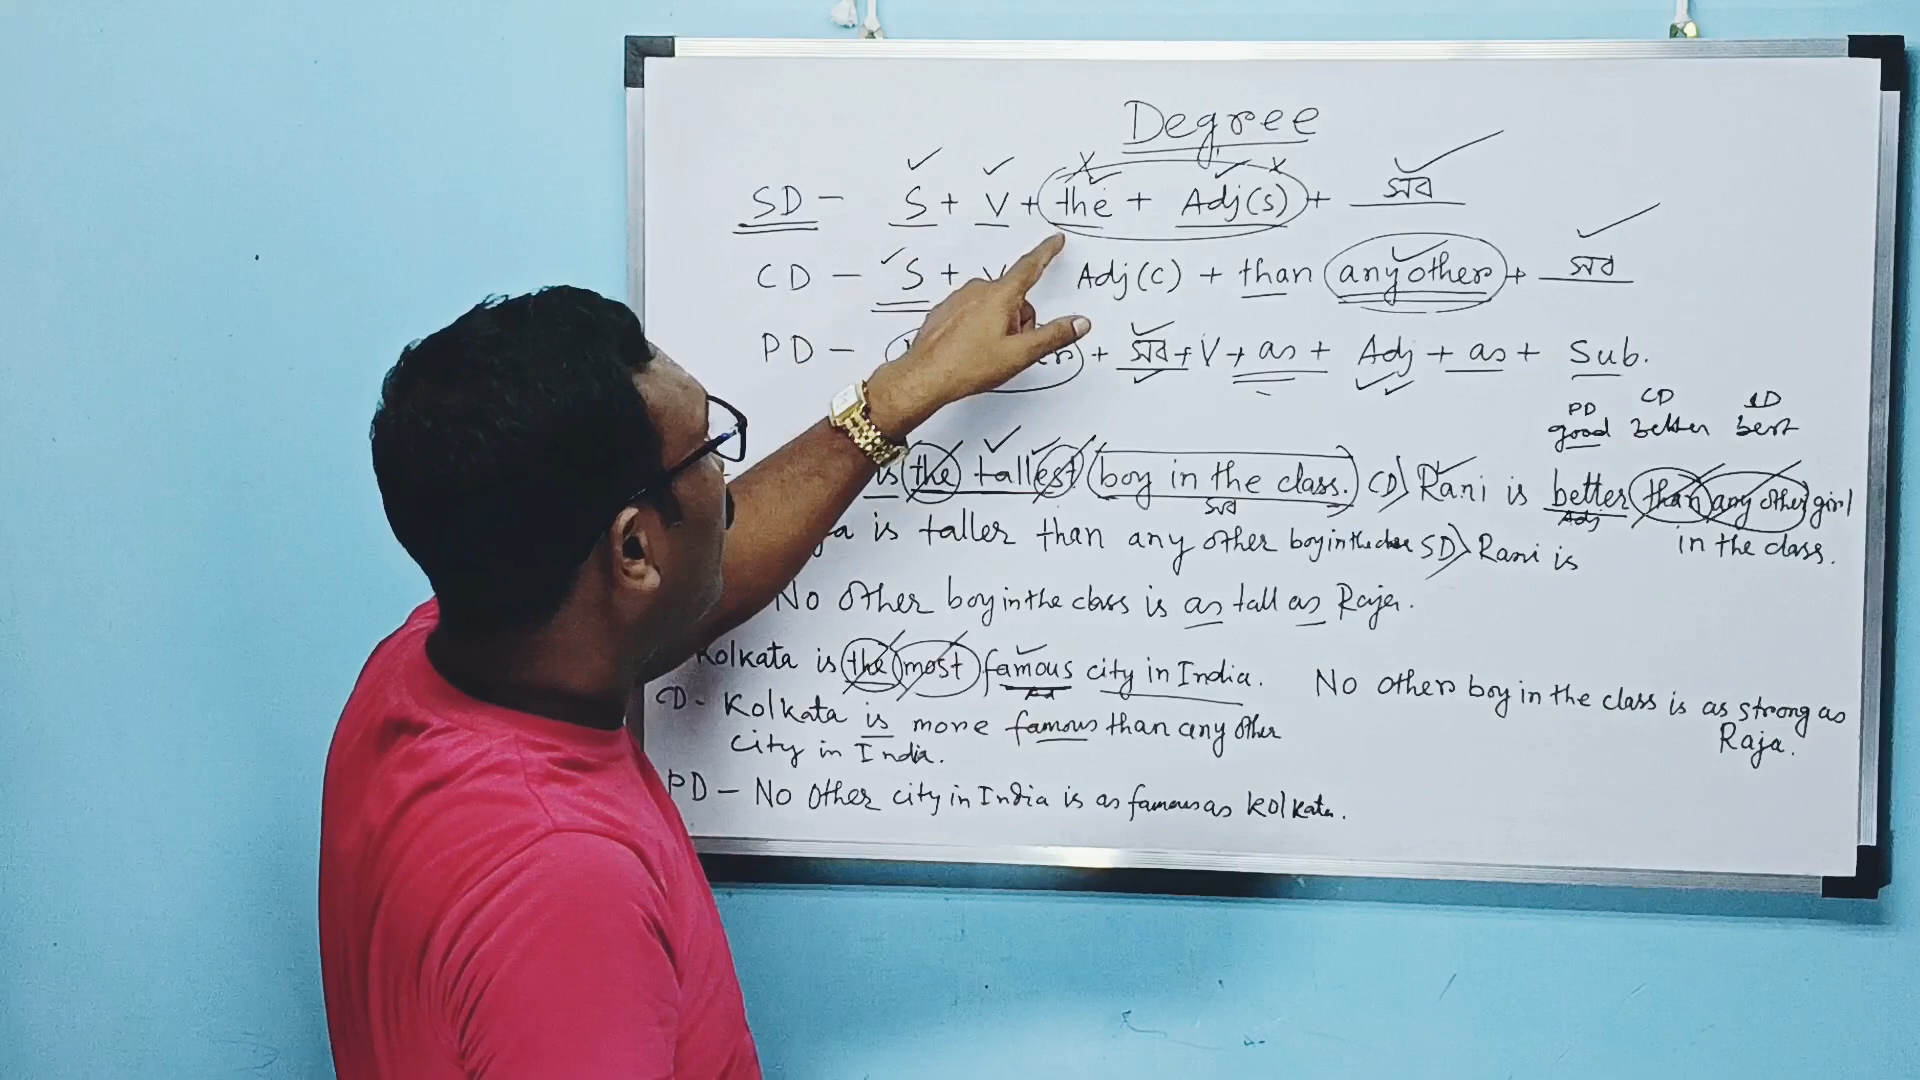 Degree
SD - S + V + the + Adj(s) + সব
CD - S + V Adj(c) + than any other + সব
PD - + সব + V + as + Adj + as + Sub.
PD CD SD
good better best
is the tallest boy in the class.
সব
CD) Rani is better than any other girl
Adj
in the class.
is taller than any other boy in the class
SD) Rani is
No other boy in the class is as tall as Raja.
Kolkata is the most famous city in India.
CD - Kolkata is more famous than any other
city in India.
PD - No other city in India is as famous as Kolkata.
No other boy in the class is as strong as
Raja.